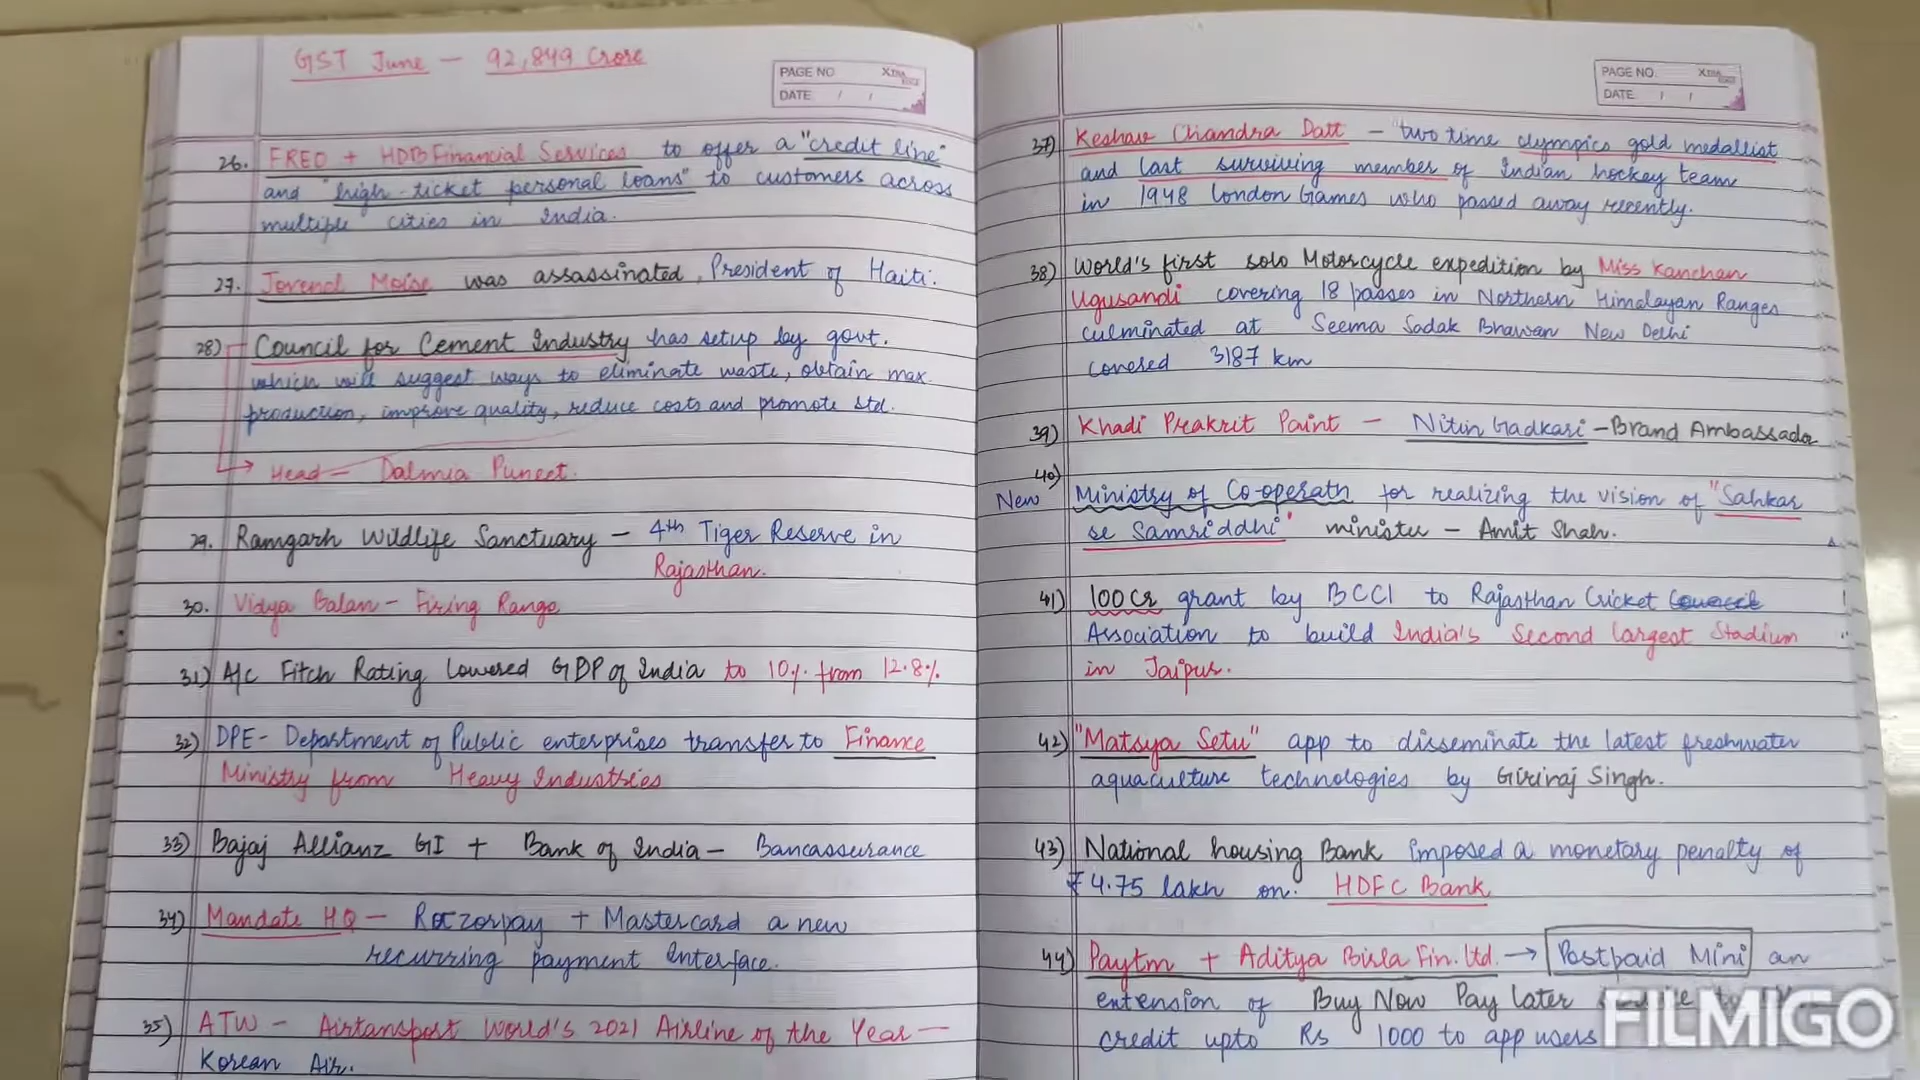 GST June — 92,849 Crore
PAGE NO.
DATE / /
26. FREO + HDB Financial Services to offer a "credit line"
and "high-ticket personal loans" to customers across
multiple cities in India.
27. Jovenel Moise was assassinated, President of Haiti.
28) Council for Cement Industry has setup by govt.
which will suggest ways to eliminate waste, obtain max.
production, improve quality, reduce costs and promote std.
→ Head — Dalmia Puneet.
29. Ramgarh Wildlife Sanctuary — 4th Tiger Reserve in
Rajasthan.
30. Vidya Balan — Firing Range
31) A/c Fitch Rating Lowered GDP of India to 10%. from 12.8%
32) DPE- Department of Public enterprises transfer to Finance
Ministry from Heavy Industries
33) Bajaj Allianz GI + Bank of India — Bancassurance
34) Mandate HQ — Razorpay + Mastercard a new
recurring payment Interface.
35) ATW — Airtansport World's 2021 Airline of the Year —
Korean Air.
PAGE NO.
DATE / /
37) Keshav Chandra Datt — "two time olympics gold medallist
and last surviving member of Indian hockey team
in 1948 London Games who passed away recently.
38) World's first solo Motorcycle expedition by Miss Kanchan
Ugusandi covering 18 passes in Northern Himalayan Ranges
culminated at Seema Sadak Bhawan New Delhi
covered 3187 km
39) Khadi Prakrit Paint — Nitin Gadkari — Brand Ambassador
40)
New Ministry of Co-operatn for realizing the vision of "Sahkar
se Samriddhi" minister — Amit Shah.
41) 100 Cr grant by BCCI to Rajasthan Cricket
Association to build India's Second largest Stadium
in Jaipur.
42) "Matsya Setu" app to disseminate the latest freshwater
aquaculture technologies by Giriraj Singh.
43) National housing Bank imposed a monetary penalty of
₹4.75 lakh on. HDFC Bank
44) Paytm + Aditya Birla Fin. Ltd. → Postpaid Mini an
extension of Buy Now Pay Later
credit upto Rs 1000 to app users
FILMIGO